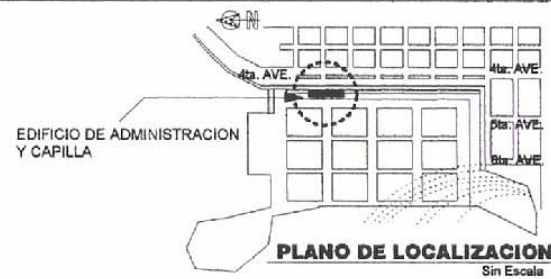 N
4ta. AVE.
4ta. AVE.
EDIFICIO DE ADMINISTRACION
Y CAPILLA
5ta. AVE.
6ta. AVE.
PLANO DE LOCALIZACION
Sin Escala